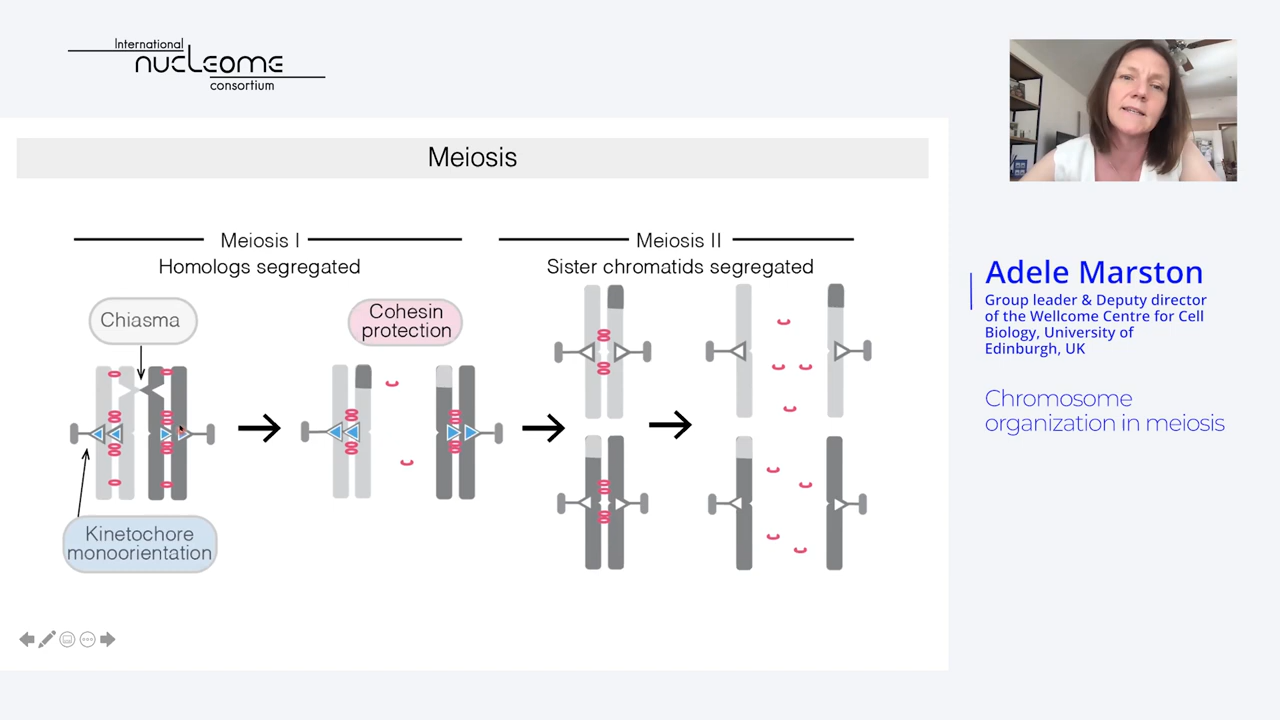 International
nucleome
consortium
Meiosis
Meiosis I
Homologs segregated
Meiosis II
Sister chromatids segregated
Chiasma
Cohesin
protection
Kinetochore
monoorientation
Adele Marston
Group leader & Deputy director
of the Wellcome Centre for Cell
Biology, University of
Edinburgh, UK
Chromosome
organization in meiosis